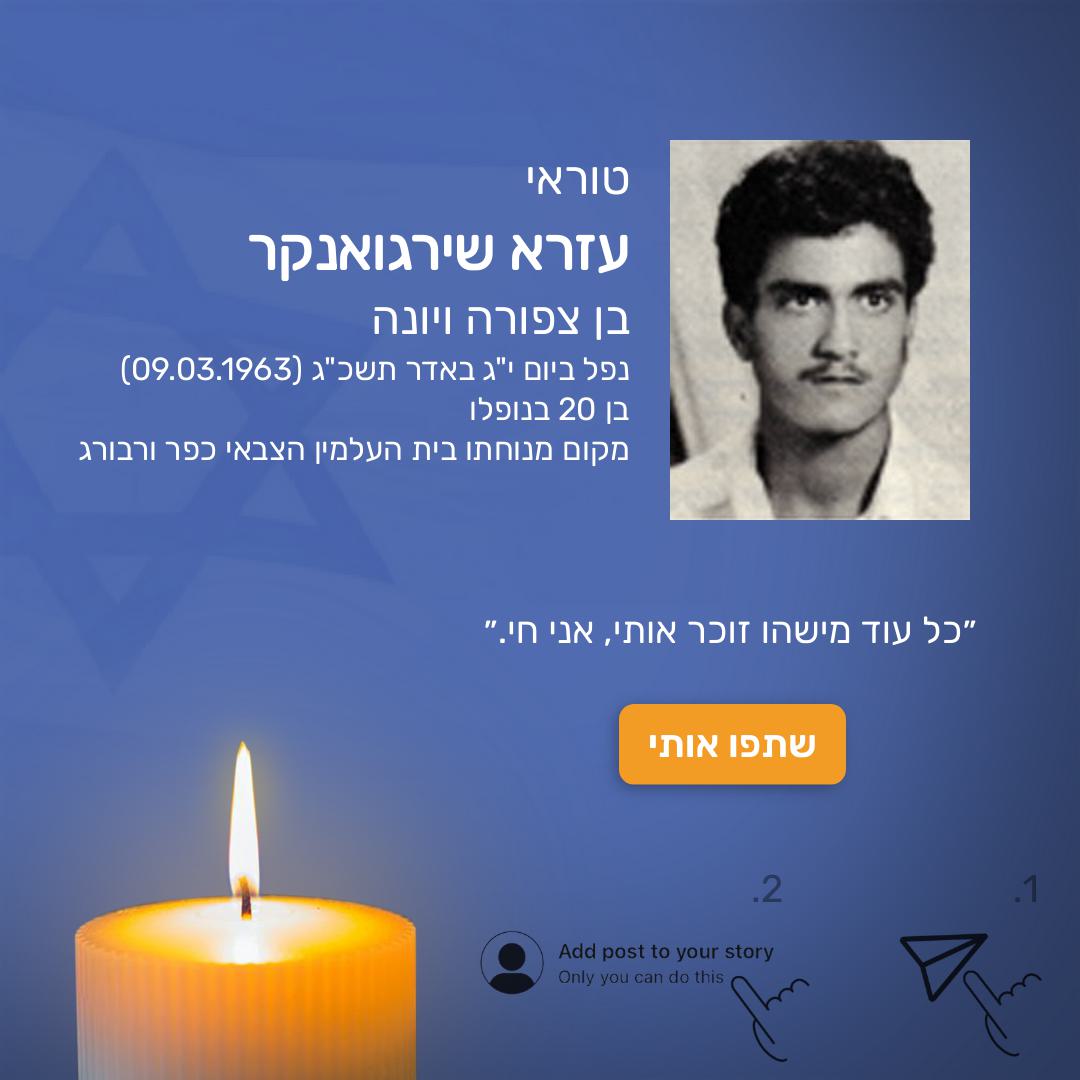 טוראי
עזרא שירגואנקר
בן צפורה ויונה
נפל ביום י"ג באדר תשכ"ג (09.03.1963)
בן 20 בנופלו
מקום מנוחתו בית העלמין הצבאי כפר ורבורג
״כל עוד מישהו זוכר אותי, אני חי.״
שתפו אותי
.1
.2
Add post to your story
Only you can do this